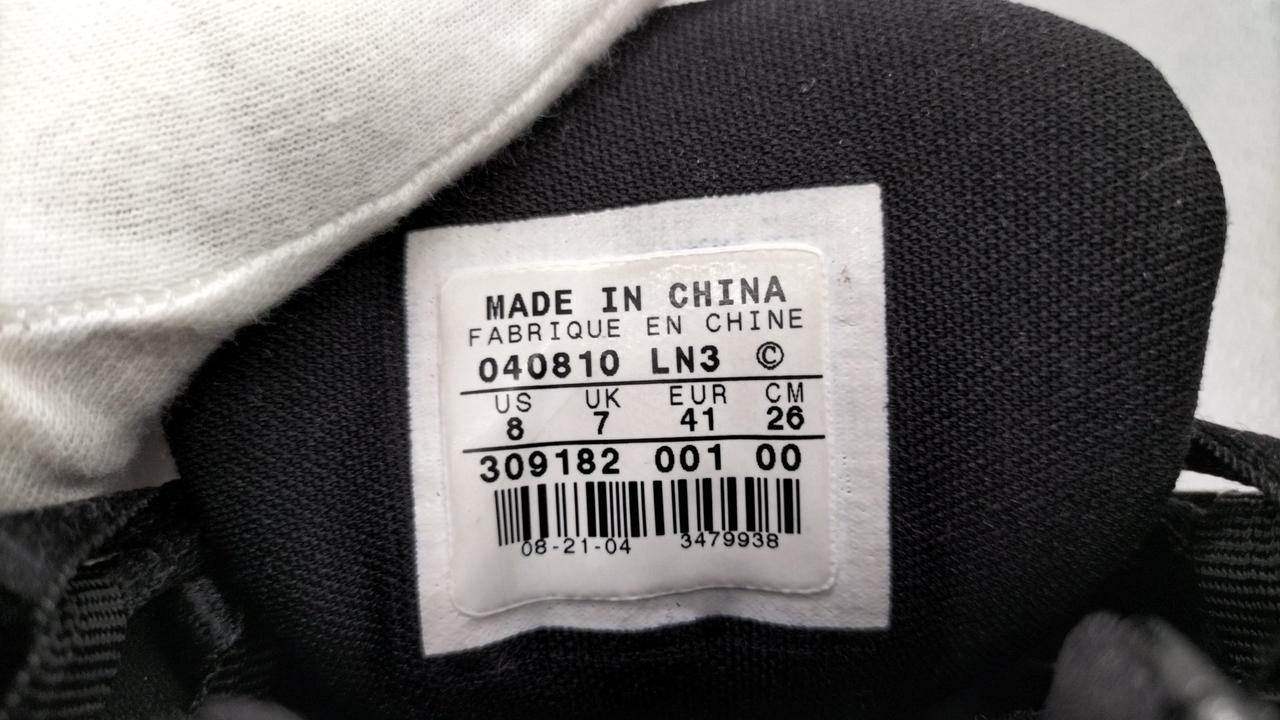 MADE IN CHINA
FABRIQUE EN CHINE
040810 LN3 ©
US UK EUR CM
8 7 41 26
309182 001 00
08-21-04 3479938